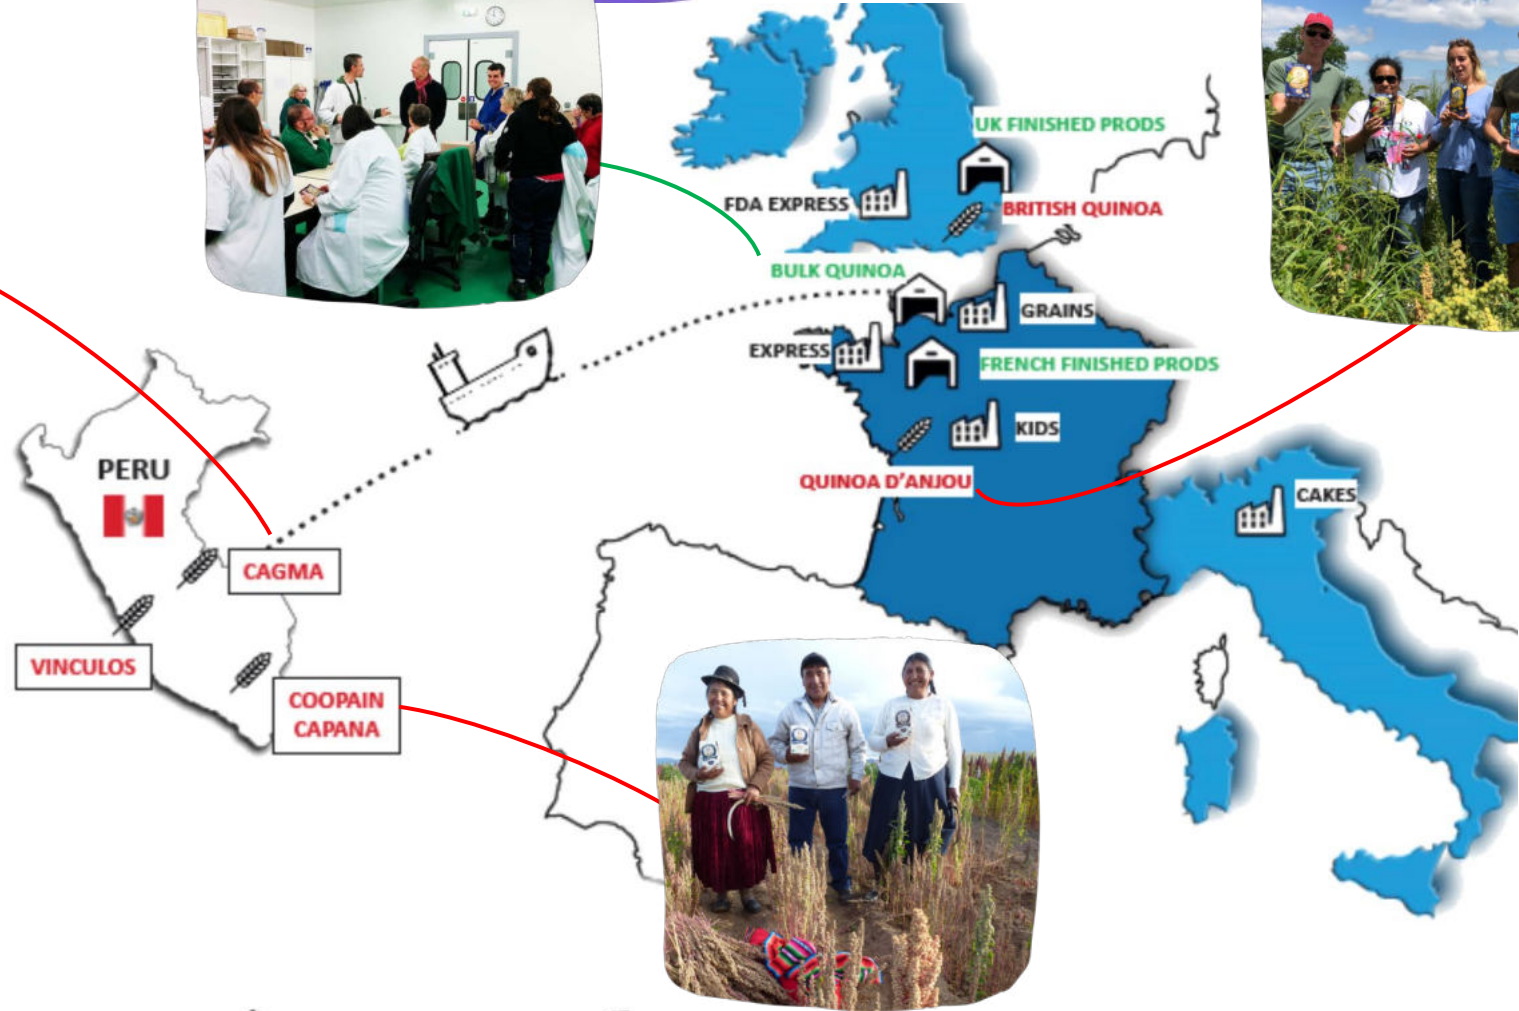 UK FINISHED PRODS
FDA EXPRESS
BRITISH QUINOA
BULK QUINOA
GRAINS
EXPRESS
FRENCH FINISHED PRODS
KIDS
QUINOA D'ANJOU
CAKES
PERU
CAGMA
VINCULOS
COOPAIN
CAPANA